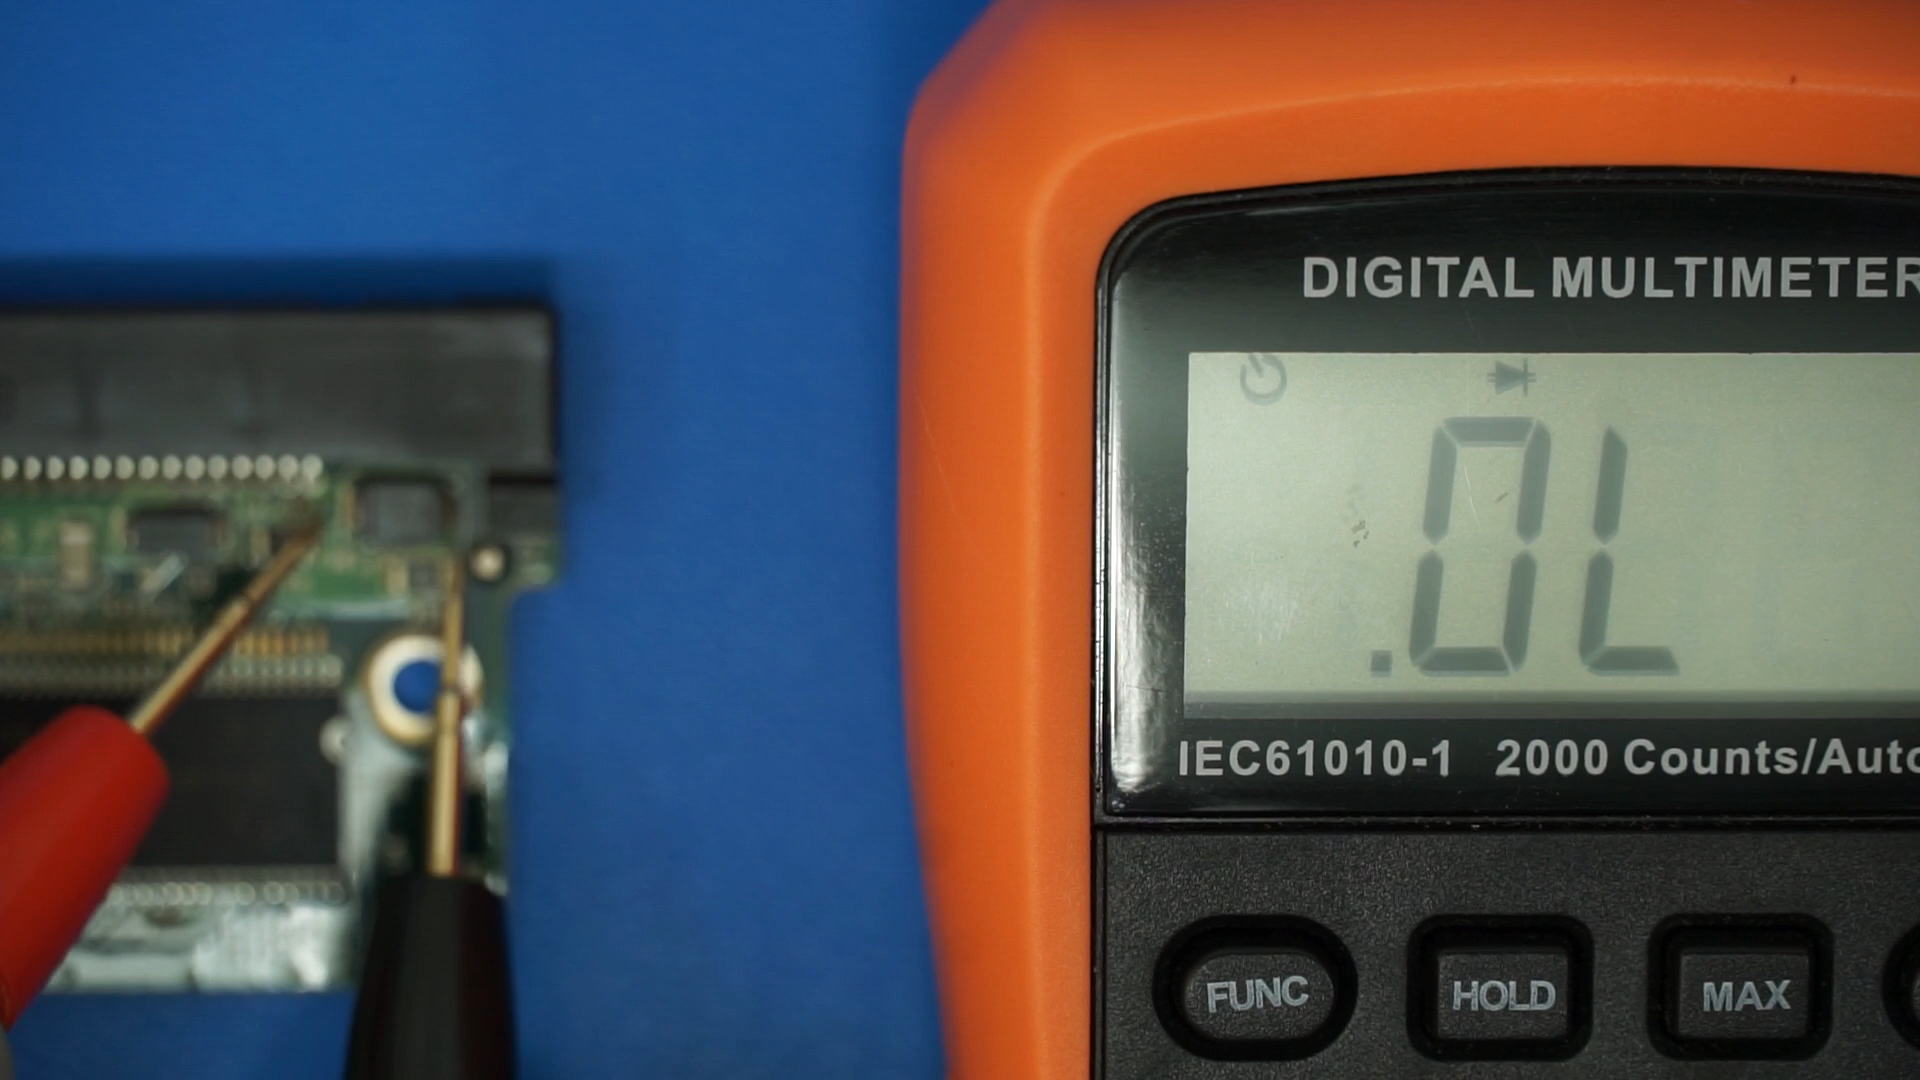 DIGITAL MULTIMETER
.0L
IEC61010-1 2000 Counts/Auto
FUNC HOLD MAX